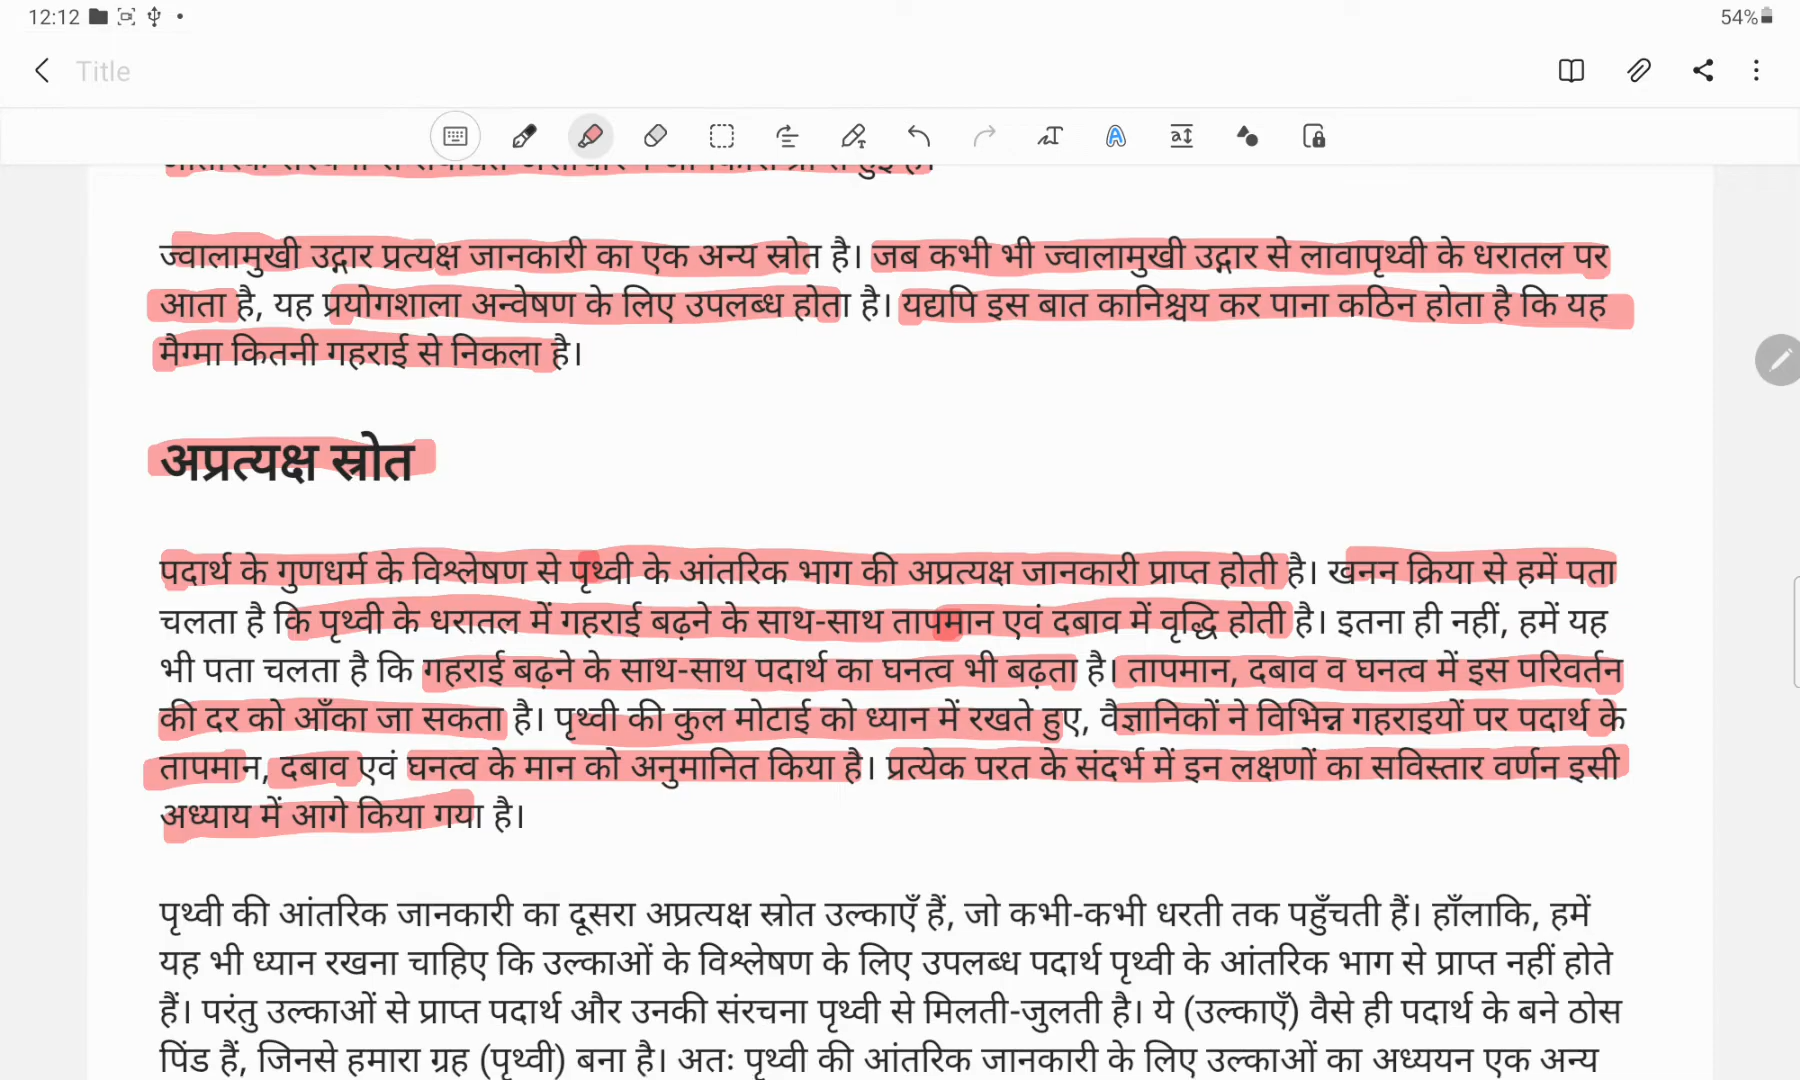 12:12
54%
Title
ज्वालामुखी उद्गार प्रत्यक्ष जानकारी का एक अन्य स्रोत है। जब कभी भी ज्वालामुखी उद्गार से लावापृथ्वी के धरातल पर
आता है, यह प्रयोगशाला अन्वेषण के लिए उपलब्ध होता है। यद्यपि इस बात कानिश्चय कर पाना कठिन होता है कि यह
मैग्मा कितनी गहराई से निकला है।
अप्रत्यक्ष स्रोत
पदार्थ के गुणधर्म के विश्लेषण से पृथ्वी के आंतरिक भाग की अप्रत्यक्ष जानकारी प्राप्त होती है। खनन क्रिया से हमें पता
चलता है कि पृथ्वी के धरातल में गहराई बढ़ने के साथ-साथ तापमान एवं दबाव में वृद्धि होती है। इतना ही नहीं, हमें यह
भी पता चलता है कि गहराई बढ़ने के साथ-साथ पदार्थ का घनत्व भी बढ़ता है। तापमान, दबाव व घनत्व में इस परिवर्तन
की दर को आँका जा सकता है। पृथ्वी की कुल मोटाई को ध्यान में रखते हुए, वैज्ञानिकों ने विभिन्न गहराइयों पर पदार्थ के
तापमान, दबाव एवं घनत्व के मान को अनुमानित किया है। प्रत्येक परत के संदर्भ में इन लक्षणों का सविस्तार वर्णन इसी
अध्याय में आगे किया गया है।
पृथ्वी की आंतरिक जानकारी का दूसरा अप्रत्यक्ष स्रोत उल्काएँ हैं, जो कभी-कभी धरती तक पहुँचती हैं। हाँलाकि, हमें
यह भी ध्यान रखना चाहिए कि उल्काओं के विश्लेषण के लिए उपलब्ध पदार्थ पृथ्वी के आंतरिक भाग से प्राप्त नहीं होते
हैं। परंतु उल्काओं से प्राप्त पदार्थ और उनकी संरचना पृथ्वी से मिलती-जुलती है। ये (उल्काएँ) वैसे ही पदार्थ के बने ठोस
पिंड हैं, जिनसे हमारा ग्रह (पृथ्वी) बना है। अतः पृथ्वी की आंतरिक जानकारी के लिए उल्काओं का अध्ययन एक अन्य